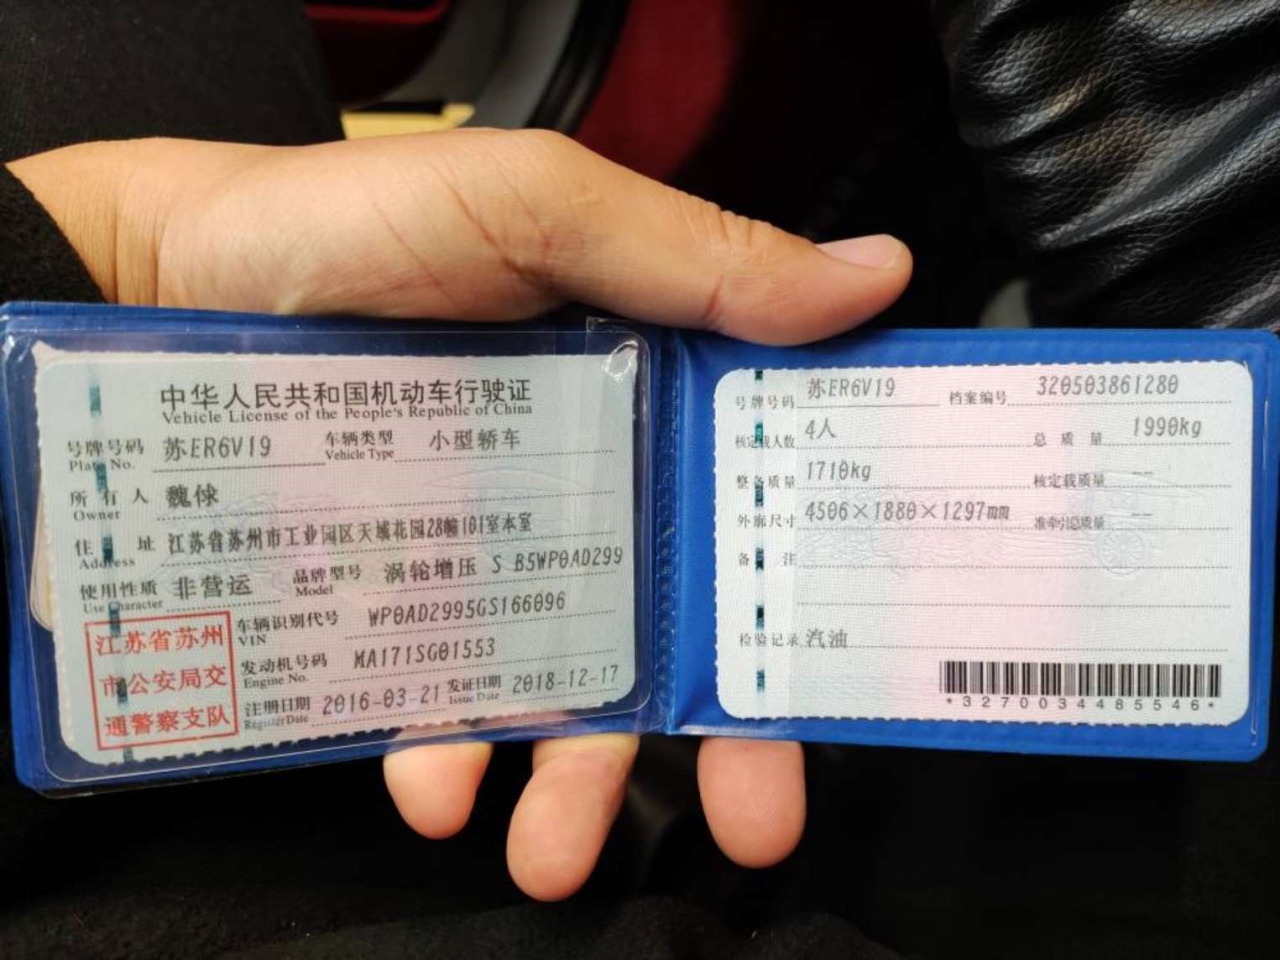 中华人民共和国机动车行驶证
Vehicle License of the People's Republic of China
号牌号码 苏ER6V19 车辆类型 小型轿车
Plate No. Vehicle Type
所有人 魏俅
Owner
住址 江苏省苏州市工业园区天域花园28幢101室本室
Address
使用性质 非营运 品牌型号 涡轮增压 S B5WP0AD299
Use Character Model
江苏省苏州
市公安局交
通警察支队
车辆识别代号 WP0AD2995GS166096
VIN
发动机号码 MA171SG01553
Engine No.
注册日期 2016-03-21 发证日期 2018-12-17
Register Date Issue Date
号牌号码 苏ER6V19 档案编号 320503861280
核定载人数 4人 总质量 1990kg
整备质量 1710kg 核定载质量 --
外廓尺寸 4506×1880×1297mm 准牵引总质量 --
备注
检验记录 汽油
*3270034485546*